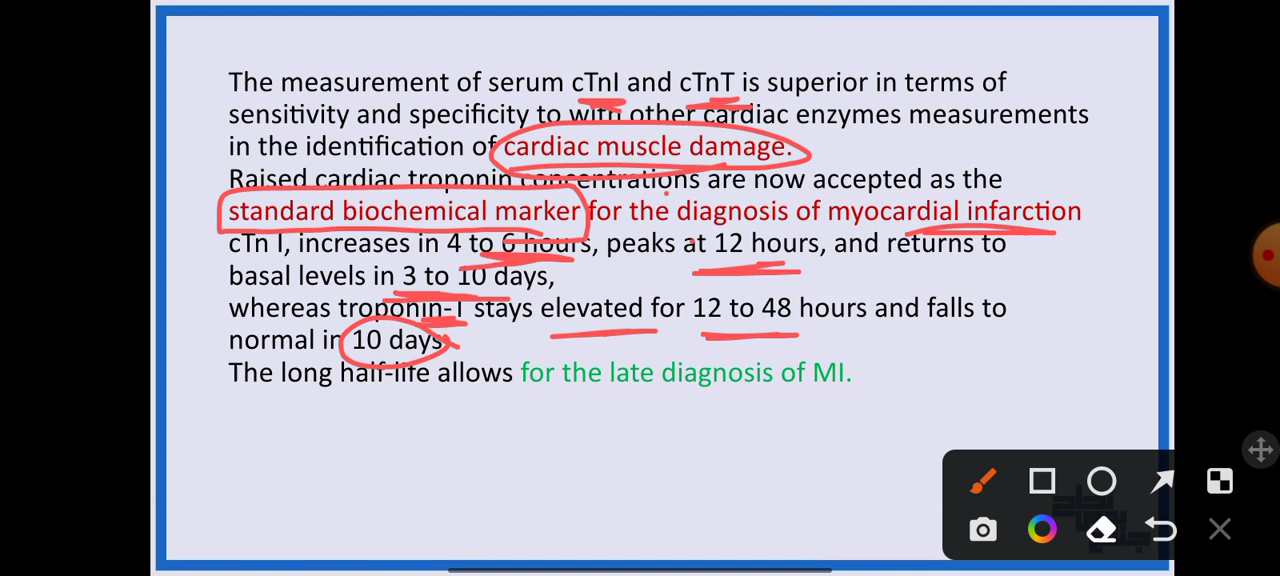 The measurement of serum cTnI and cTnT is superior in terms of
sensitivity and specificity to with other cardiac enzymes measurements
in the identification of cardiac muscle damage.
Raised cardiac troponin concentrations are now accepted as the
standard biochemical marker for the diagnosis of myocardial infarction
cTn I, increases in 4 to 6 hours, peaks at 12 hours, and returns to
basal levels in 3 to 10 days,
whereas troponin-T stays elevated for 12 to 48 hours and falls to
normal in 10 days
The long half-life allows for the late diagnosis of MI.